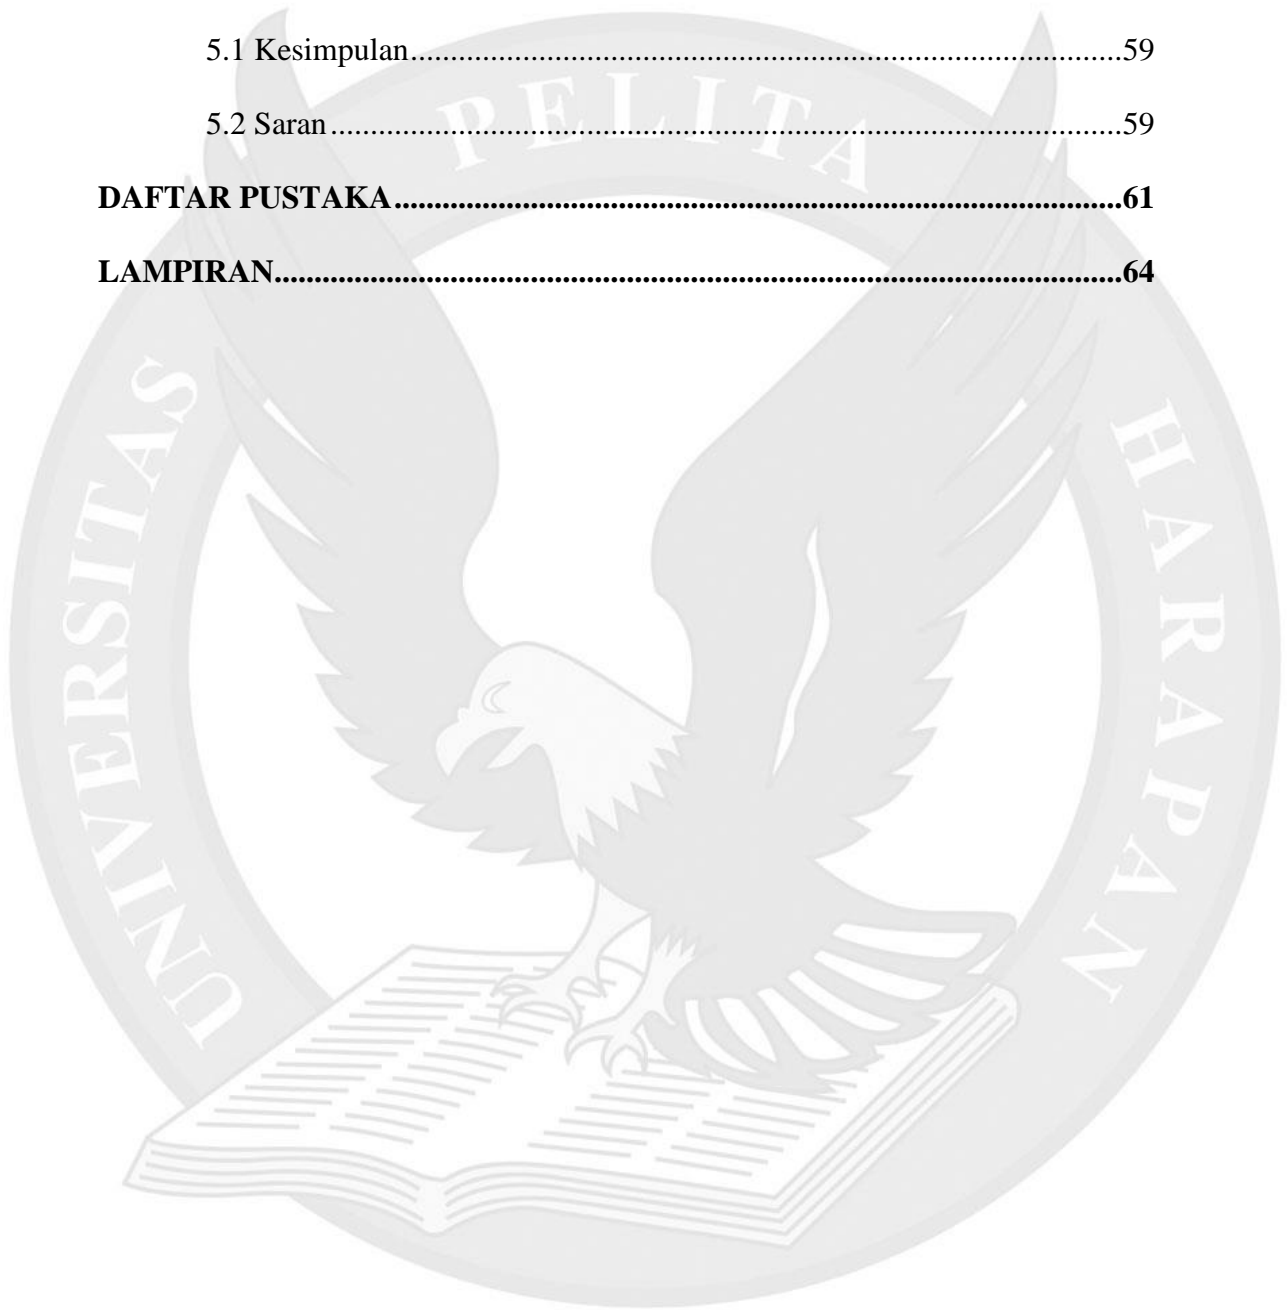 5.1 Kesimpulan...........................................................................................59
5.2 Saran.....................................................................................................59
DAFTAR PUSTAKA.............................................................................................61
LAMPIRAN............................................................................................................64
UNIVERSITAS PELITA HARAPAN